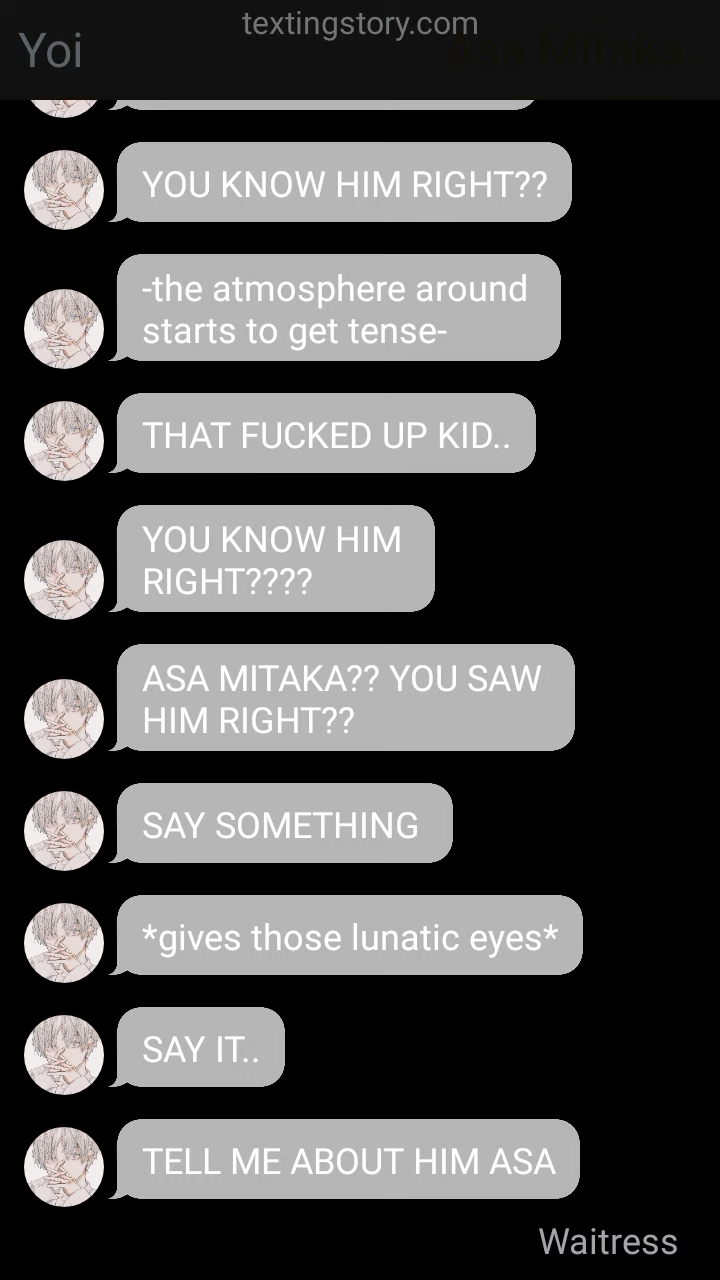 textingstory.com
Yoi
Asa Mitaka
YOU KNOW HIM RIGHT??
-the atmosphere around
starts to get tense-
THAT FUCKED UP KID..
YOU KNOW HIM
RIGHT????
ASA MITAKA?? YOU SAW
HIM RIGHT??
SAY SOMETHING
*gives those lunatic eyes*
SAY IT..
TELL ME ABOUT HIM ASA
Waitress